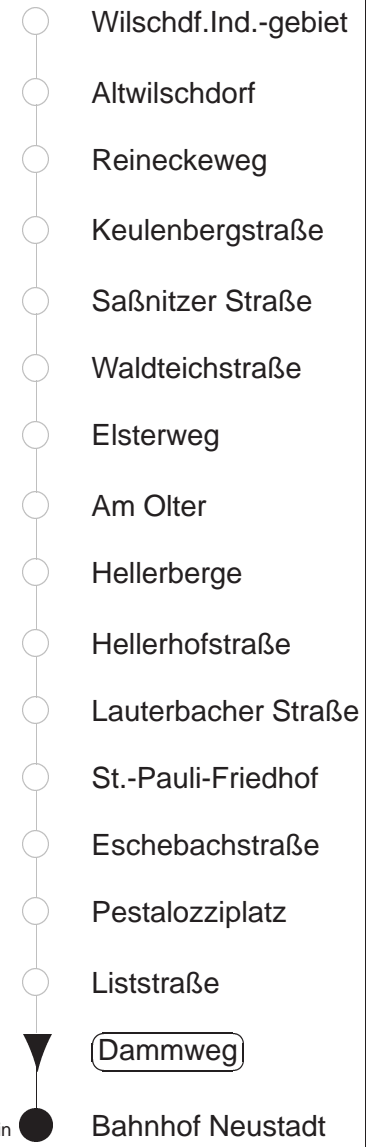 Wilschdf.Ind.-gebiet
Altwilschdorf
Reineckeweg
Keulenbergstraße
Saßnitzer Straße
Waldteichstraße
Elsterweg
Am Olter
Hellerberge
Hellerhofstraße
Lauterbacher Straße
St.-Pauli-Friedhof
Eschebachstraße
Pestalozziplatz
Liststraße
Dammweg
Bahnhof Neustadt